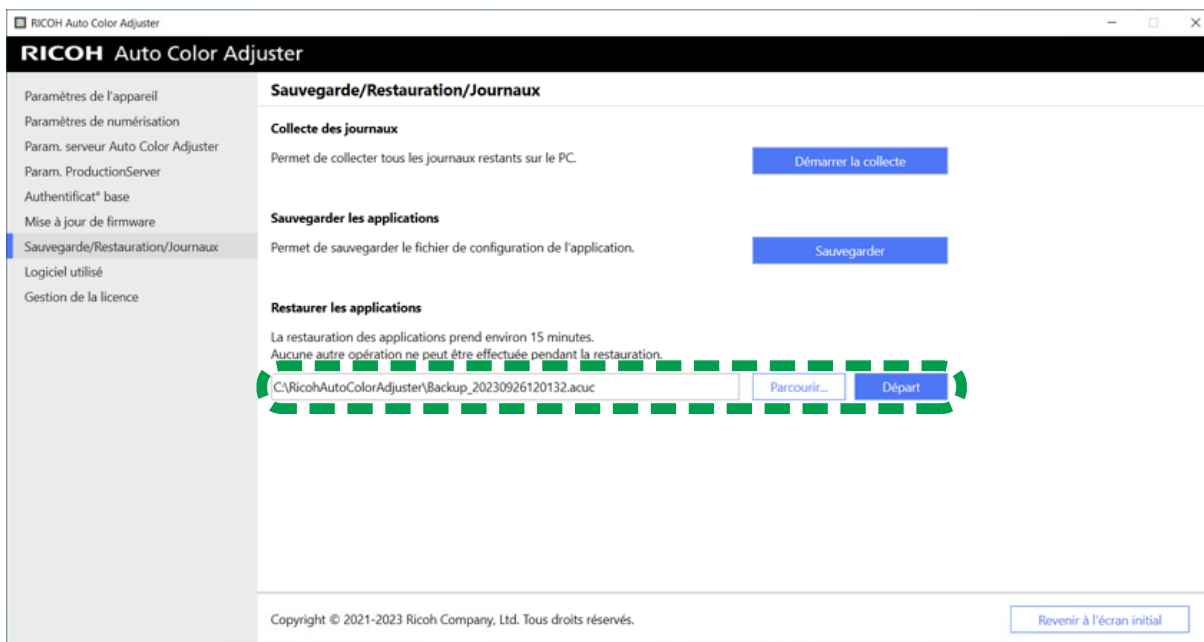 RICOH Auto Color Adjuster
RICOH Auto Color Adjuster
Paramètres de l'appareil
Paramètres de numérisation
Param. serveur Auto Color Adjuster
Param. ProductionServer
Authentificat° base
Mise à jour de firmware
Sauvegarde/Restauration/Journaux
Logiciel utilisé
Gestion de la licence
Sauvegarde/Restauration/Journaux
Collecte des journaux
Permet de collecter tous les journaux restants sur le PC.
Démarrer la collecte
Sauvegarder les applications
Permet de sauvegarder le fichier de configuration de l'application.
Sauvegarder
Restaurer les applications
La restauration des applications prend environ 15 minutes.
Aucune autre opération ne peut être effectuée pendant la restauration.
C:\RicohAutoColorAdjuster\Backup_20230926120132.acuc
Parcourir...
Départ
Copyright © 2021-2023 Ricoh Company, Ltd. Tous droits réservés.
Revenir à l'écran initial